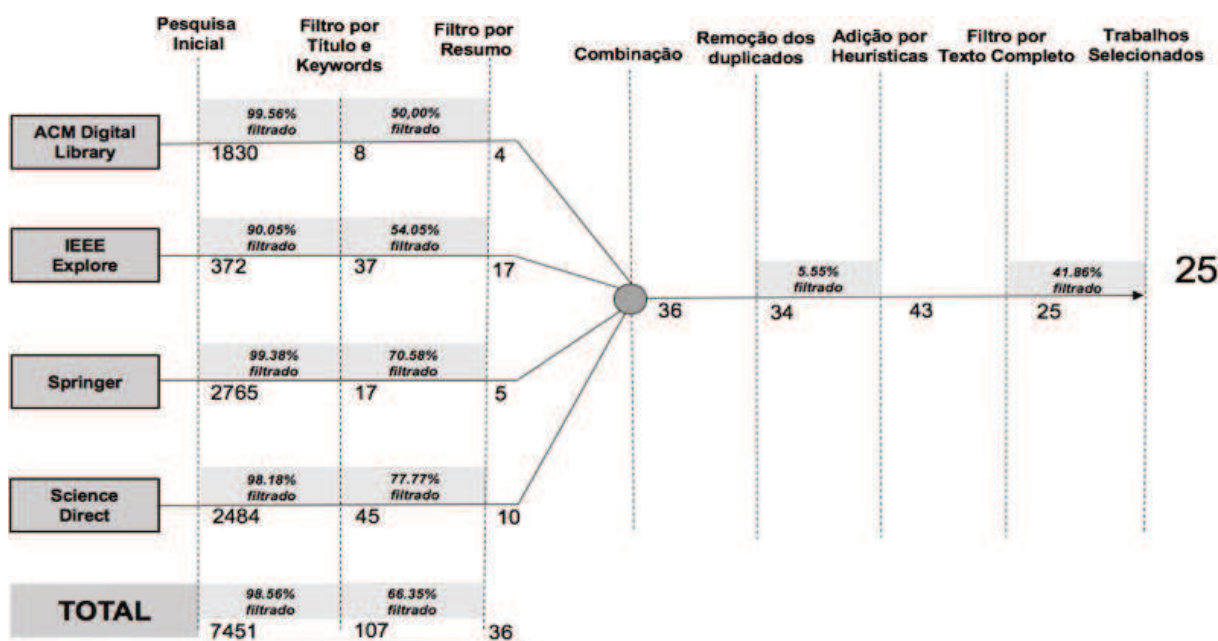 Pesquisa
Inicial
Filtro por
Título e
Keywords
Filtro por
Resumo
Combinação
Remoção dos
duplicados
Adição por
Heurísticas
Filtro por
Texto Completo
Trabalhos
Selecionados
ACM Digital
Library
99.56%
filtrado
50,00%
filtrado
1830
8
4
IEEE
Explore
90.05%
filtrado
54.05%
filtrado
372
37
17
5.55%
filtrado
41.86%
filtrado
25
36
34
43
25
Springer
99.38%
filtrado
70.58%
filtrado
2765
17
5
Science
Direct
98.18%
filtrado
77.77%
filtrado
2484
45
10
TOTAL
98.56%
filtrado
66.35%
filtrado
7451
107
36